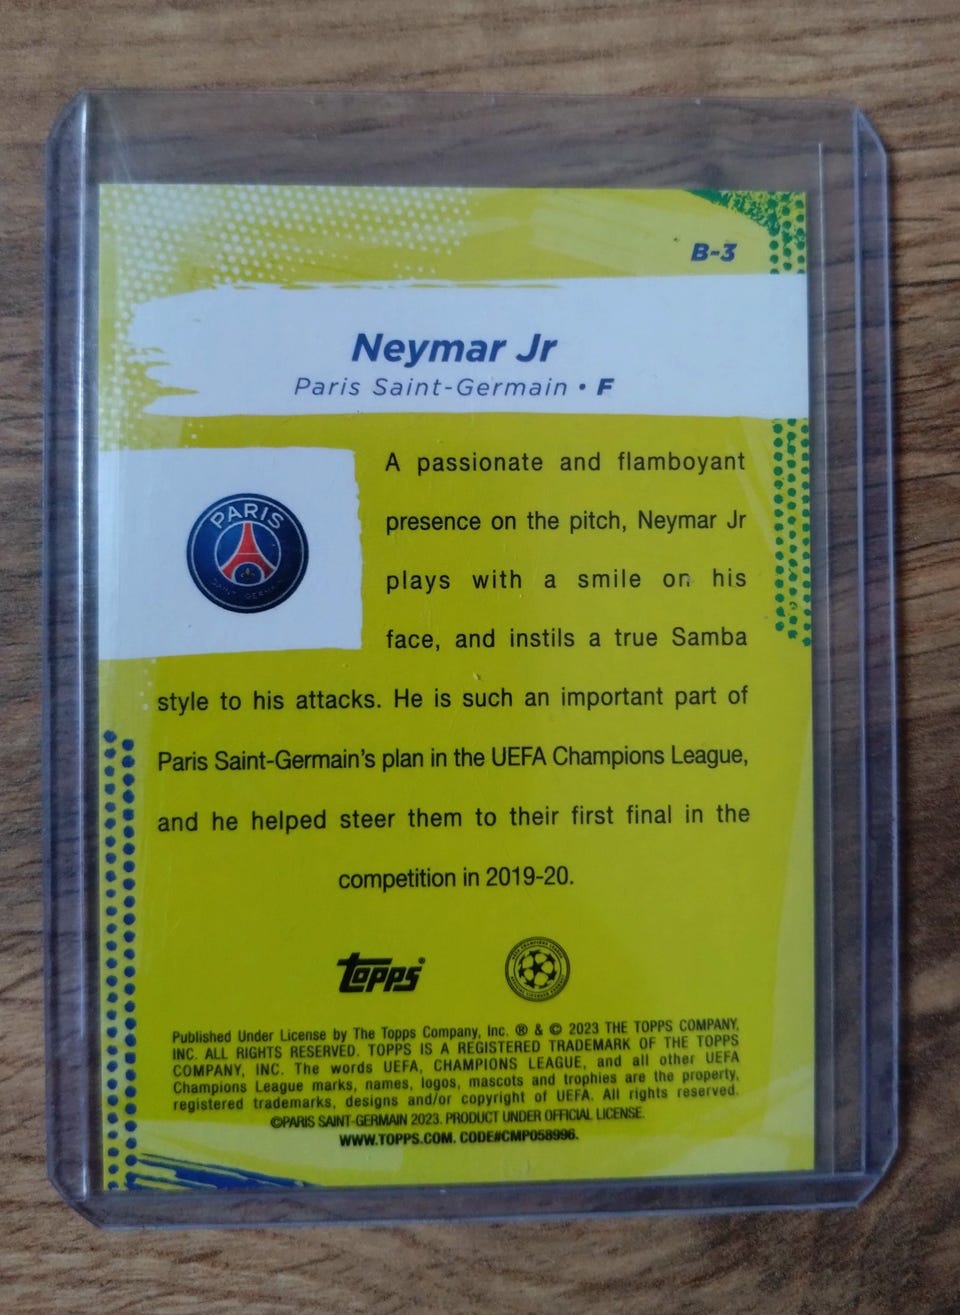 B-3
Neymar Jr
Paris Saint-Germain • F
PARIS
A passionate and flamboyant
presence on the pitch, Neymar Jr
plays with a smile on his
face, and instils a true Samba
style to his attacks. He is such an important part of
Paris Saint-Germain's plan in the UEFA Champions League,
and he helped steer them to their first final in the
competition in 2019-20.
Topps®
Published Under License by The Topps Company, Inc. ® & © 2023 THE TOPPS COMPANY,
INC. ALL RIGHTS RESERVED. TOPPS IS A REGISTERED TRADEMARK OF THE TOPPS
COMPANY, INC. The words UEFA, CHAMPIONS LEAGUE, and all other UEFA
Champions League marks, names, logos, mascots and trophies are the property,
registered trademarks, designs and/or copyright of UEFA. All rights reserved.
©PARIS SAINT-GERMAIN 2023. PRODUCT UNDER OFFICIAL LICENSE.
WWW.TOPPS.COM. CODE#CMP058996.